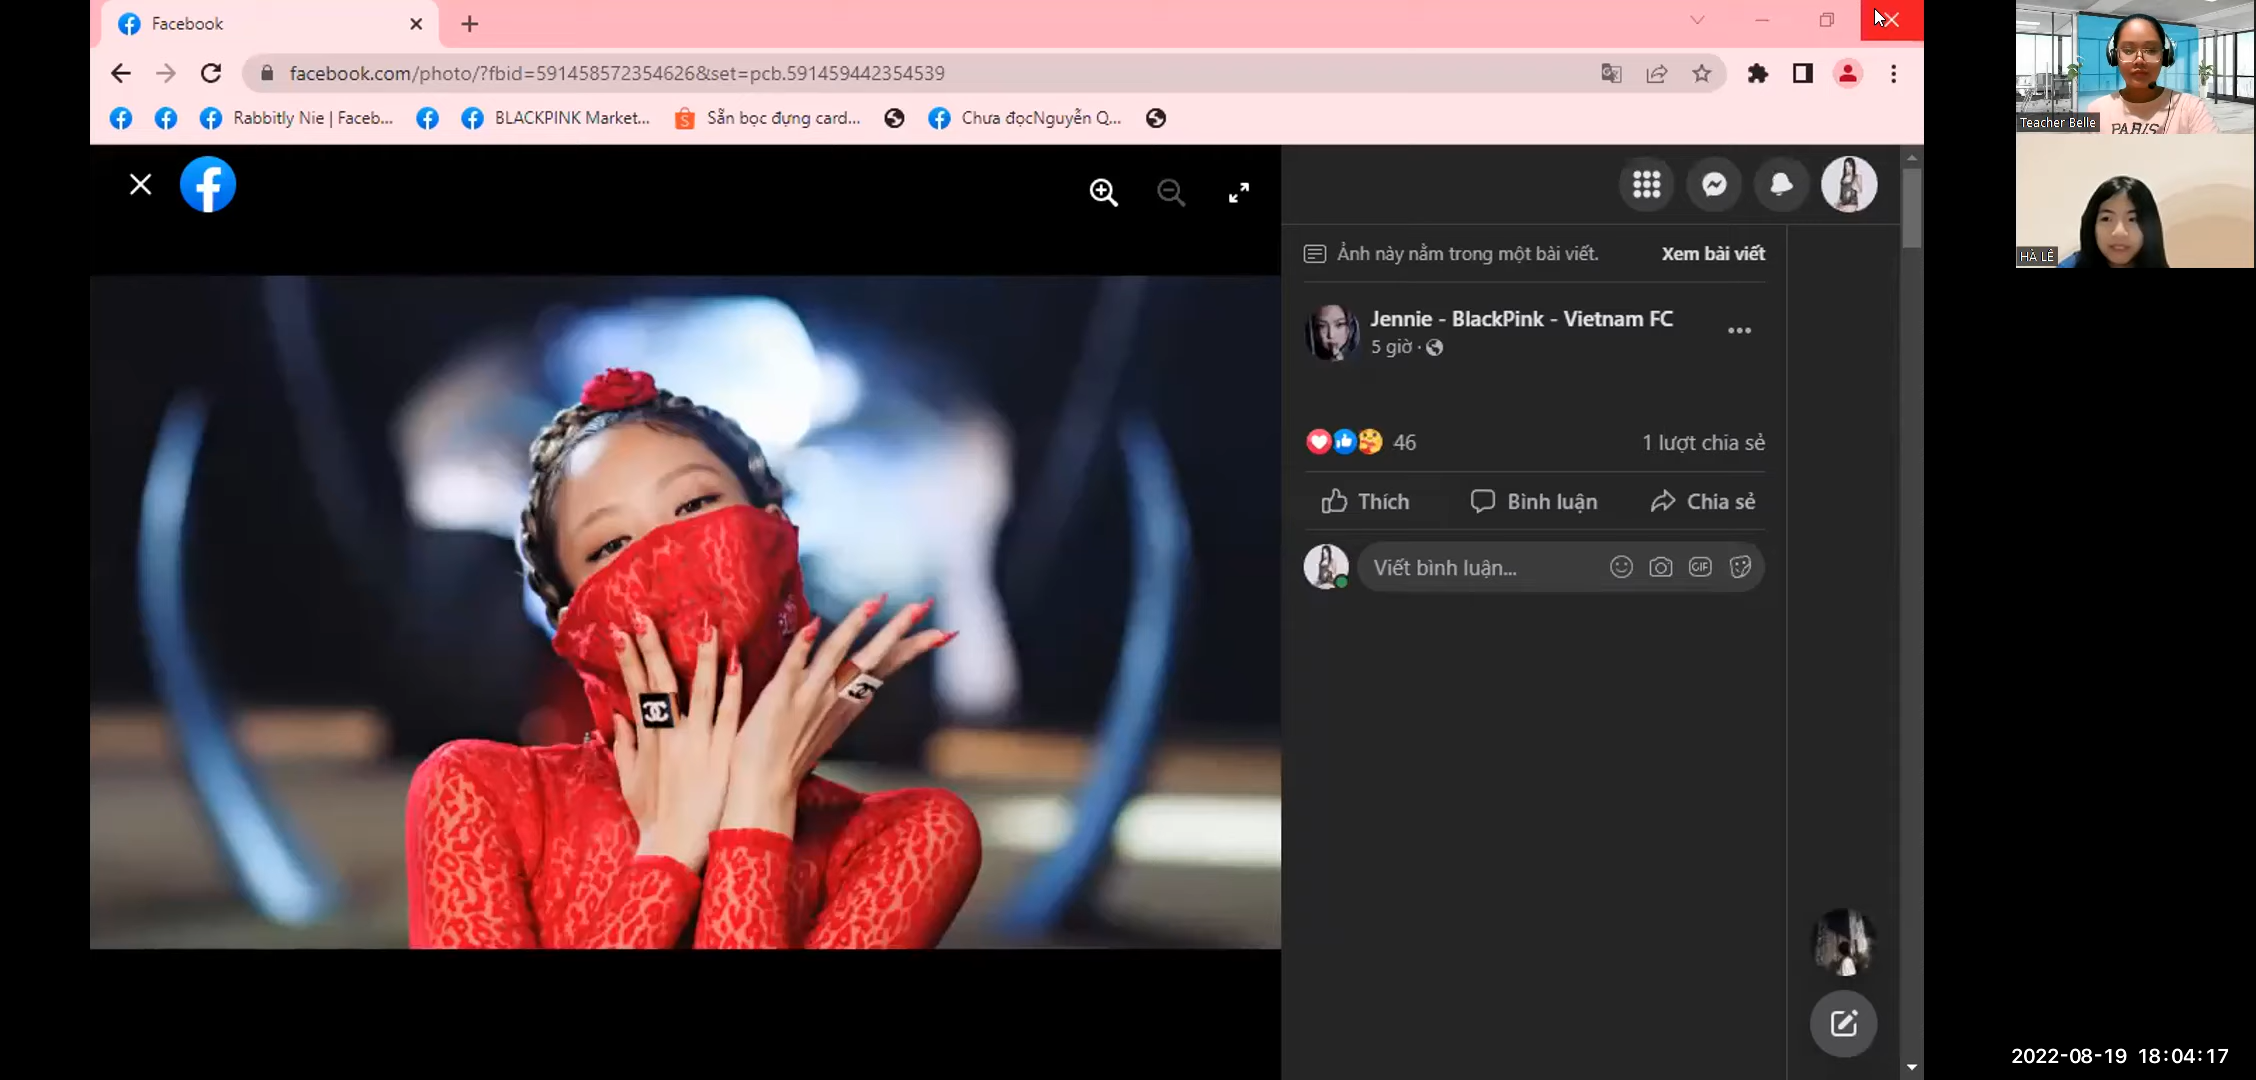 Facebook
facebook.com/photo/?fbid=591458572354626&set=pcb.591459442354539
Rabbitly Nie | Faceb...
BLACKPINK Market...
Sẵn bọc đựng card...
Chưa đọcNguyễn Q...
Ảnh này nằm trong một bài viết.
Xem bài viết
Jennie - BlackPink - Vietnam FC
5 giờ ·
46
1 lượt chia sẻ
Thích
Bình luận
Chia sẻ
Viết bình luận...
GIF
Teacher Belle
PARIS
HÀ LÊ
2022-08-19 18:04:17